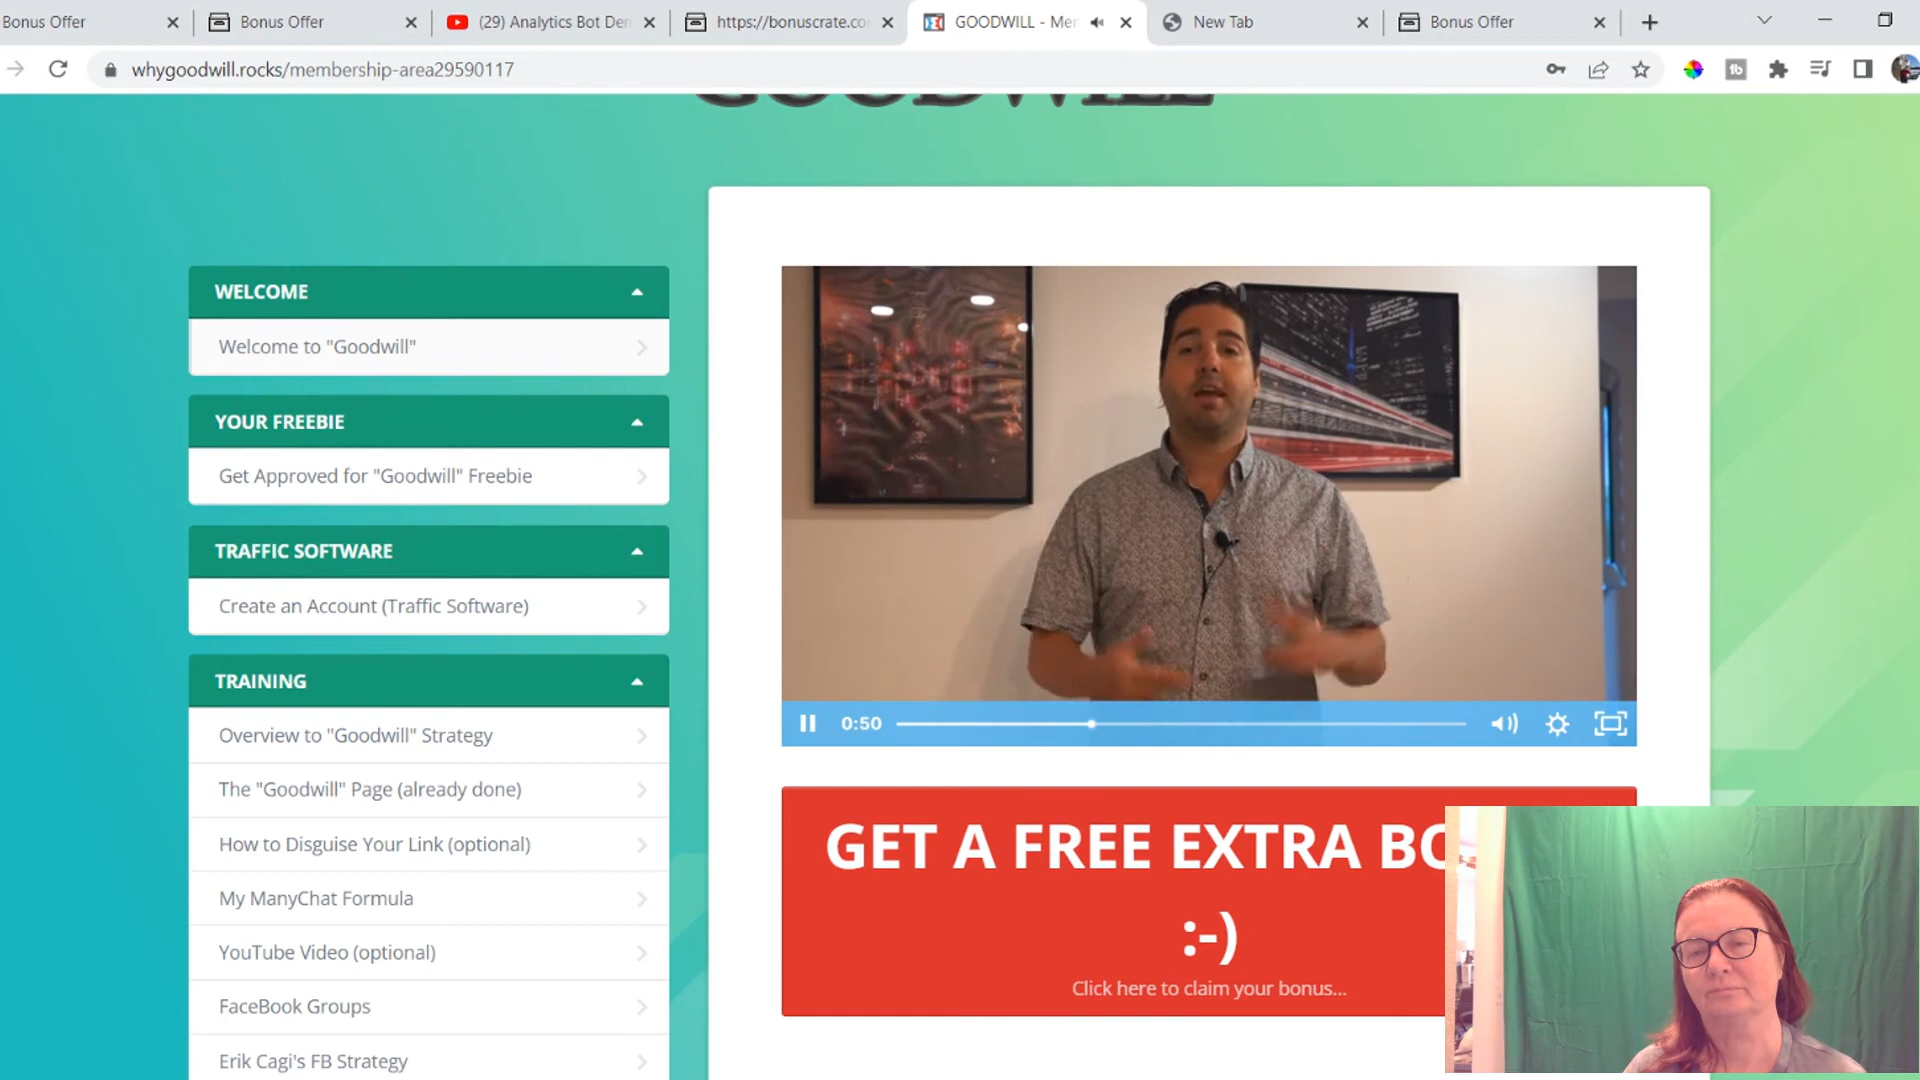 Bonus Offer
Bonus Offer
(29) Analytics Bot Den
https://bonuscrate.co
GOODWILL - Mer
New Tab
Bonus Offer
whygoodwill.rocks/membership-area29590117
GOODWILL
WELCOME
Welcome to "Goodwill"
YOUR FREEBIE
Get Approved for "Goodwill" Freebie
TRAFFIC SOFTWARE
Create an Account (Traffic Software)
TRAINING
Overview to "Goodwill" Strategy
The "Goodwill" Page (already done)
How to Disguise Your Link (optional)
My ManyChat Formula
YouTube Video (optional)
FaceBook Groups
Erik Cagi's FB Strategy
0:50
GET A FREE EXTRA BO
:-)
Click here to claim your bonus...